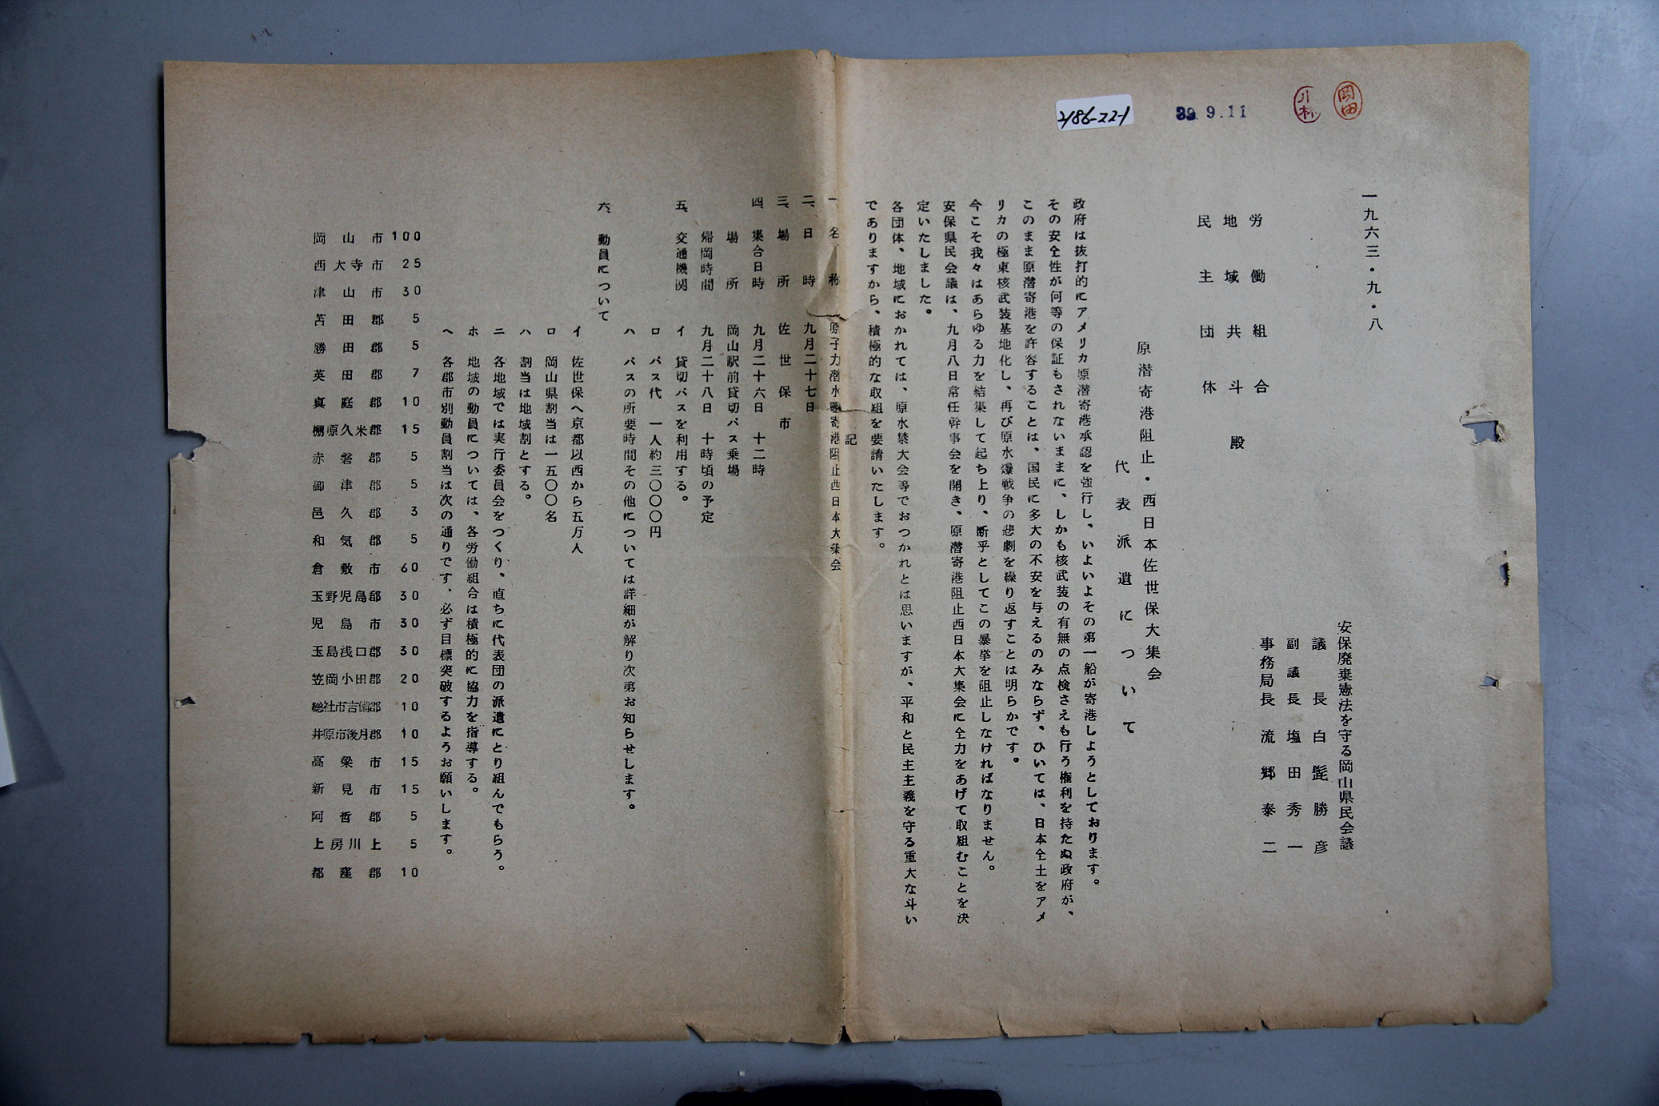 岡田
川村
39.9.11
2186-22-1
一九六三・九・八
安保廃棄憲法を守る岡山県民会議
議長 白髭勝彦
副議長 塩田秀一
事務局長 流郷泰二
労働組合
地域共斗 殿
民主団体
原潜寄港阻止・西日本佐世保大集会
代表派遣について
政府は抜打的にアメリカ原潜寄港承認を強行し、いよいよその第一船が寄港しようとしております。
その安全性が何等の保証もされないままに、しかも核武装の有無の点検さえも行う権利を持たぬ政府が、
このまま原潜寄港を許容することは、国民に多大の不安を与えるのみならず、ひいては、日本全土をアメ
リカの極東核武装基地化し、再び原水爆戦争の悲劇を繰り返すことは明らかです。
今こそ我々はあらゆる力を結集して起ち上り、断乎としてこの暴挙を阻止しなければなりません。
安保県民会議は、九月八日常任幹事会を開き、原潜寄港阻止西日本大集会に全力をあげて取組むことを決
定いたしました。
各団体、地域におかれては、原水禁大会等でおつかれとは思いますが、平和と民主主義を守る重大な斗い
でありますから、積極的な取組を要請いたします。
記
一、名称 原子力潜水艦寄港阻止西日本大集会
二、日時 九月二十七日
三、場所 佐世保市
四、集合日時 九月二十六日 十二時
場所 岡山駅前貸切バス乗場
帰岡時間 九月二十八日 十時頃の予定
五、交通機関 イ 貸切バスを利用する。
ロ バス代 一人約三〇〇〇円
ハ バスの所要時間その他については詳細が解り次第お知らせします。
六、動員について
イ 佐世保へ京都以西から五万人
ロ 岡山県割当は一五〇〇名
ハ 割当は地域割とする。
ニ 各地域では実行委員会をつくり、直ちに代表団の派遣にとり組んでもらう。
ホ 地域の動員については、各労働組合は積極的に協力を指導する。
ヘ 各郡市別動員割当は次の通りです、必ず目標突破するようお願いします。
岡山市 100
西大寺市 25
津山市 30
苫田郡 5
勝田郡 5
英田郡 7
真庭郡 10
棚原久米郡 15
赤磐郡 5
御津郡 5
邑久郡 3
和気郡 5
倉敷市 60
玉野児島郡 30
児島市 30
玉島浅口郡 30
笠岡小田郡 20
総社市吉備郡 10
井原市後月郡 10
高梁市 15
新見市 15
阿哲郡 5
上房川上 5
都窪郡 10